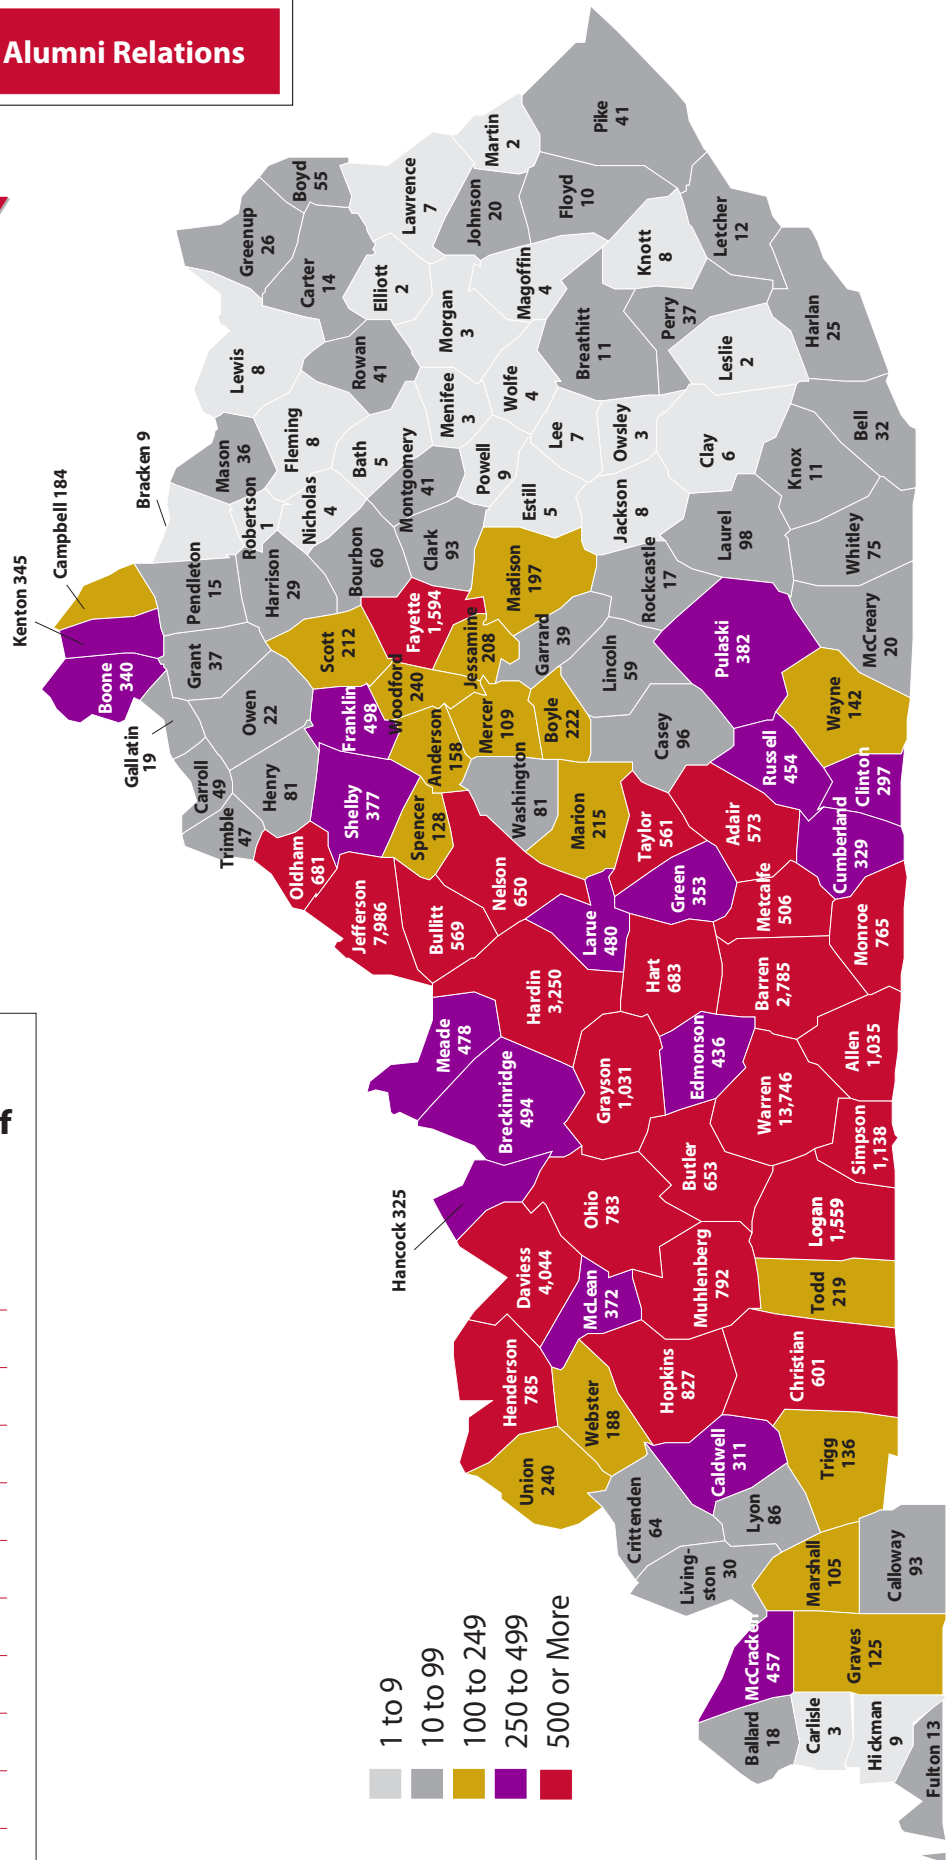 Alumni Relations
f
1 to 9
10 to 99
100 to 249
250 to 499
500 or More
Kenton 345
Campbell 184
Bracken 9
Boone
340
Gallatin
19
Carroll
49
Trimble
47
Grant
37
Pendleton
15
Owen
22
Henry
81
Oldham
681
Jefferson
7,986
Shelby
377
Franklin
498
Scott
212
Harrison
29
Robertson
1
Mason
36
Lewis
8
Greenup
26
Boyd
55
Carter
14
Rowan
41
Fleming
8
Nicholas
4
Bath
5
Bourbon
60
Montgomery
41
Menifee
3
Morgan
3
Elliott
2
Lawrence
7
Martin
2
Johnson
20
Magoffin
4
Floyd
10
Pike
41
Knott
8
Letcher
12
Perry
37
Breathitt
11
Wolfe
4
Powell
9
Clark
93
Fayette
1,594
Woodford
240
Jessamine
208
Madison
197
Estill
5
Lee
7
Owsley
3
Jackson
8
Clay
6
Leslie
2
Harlan
25
Bell
32
Knox
11
Laurel
98
Whitley
75
McCreary
20
Rockcastle
17
Pulaski
382
Wayne
142
Garrard
39
Lincoln
59
Casey
96
Boyle
222
Mercer
109
Anderson
158
Spencer
128
Washington
81
Marion
215
Nelson
650
Bullitt
569
Larue
480
Taylor
561
Green
353
Adair
573
Russell
454
Clinton
297
Cumberland
329
Metcalfe
506
Monroe
765
Barren
2,785
Hart
683
Hardin
3,250
Meade
478
Breckinridge
494
Grayson
1,031
Edmonson
436
Warren
13,746
Allen
1,035
Simpson
1,138
Butler
653
Logan
1,559
Ohio
783
Hancock 325
Daviess
4,044
McLean
372
Muhlenberg
792
Todd
219
Henderson
785
Webster
188
Hopkins
827
Christian
601
Union
240
Caldwell
311
Trigg
136
Crittenden
64
Lyon
86
Living-
ston 30
Marshall
105
Calloway
93
McCracken
457
Graves
125
Ballard
18
Carlisle
3
Hickman
9
Fulton 13